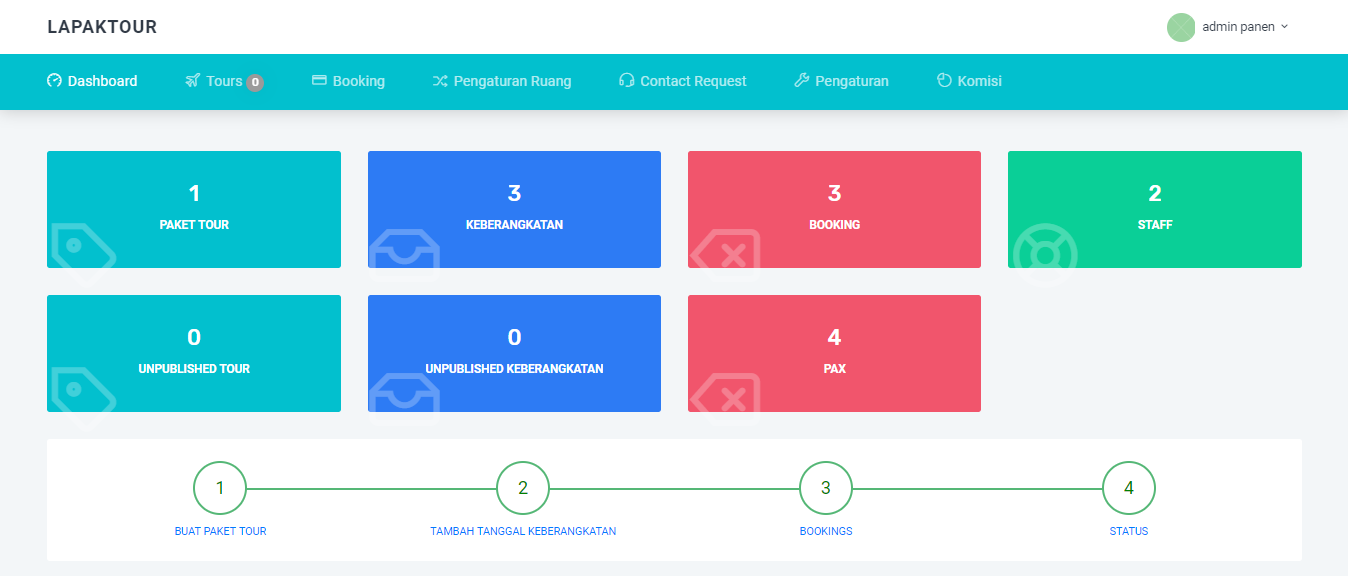 LAPAKTOUR
admin panen
Dashboard Tours 0 Booking Pengaturan Ruang Contact Request Pengaturan Komisi
1
PAKET TOUR
3
KEBERANGKATAN
3
BOOKING
2
STAFF
0
UNPUBLISHED TOUR
0
UNPUBLISHED KEBERANGKATAN
4
PAX
1
BUAT PAKET TOUR
2
TAMBAH TANGGAL KEBERANGKATAN
3
BOOKINGS
4
STATUS